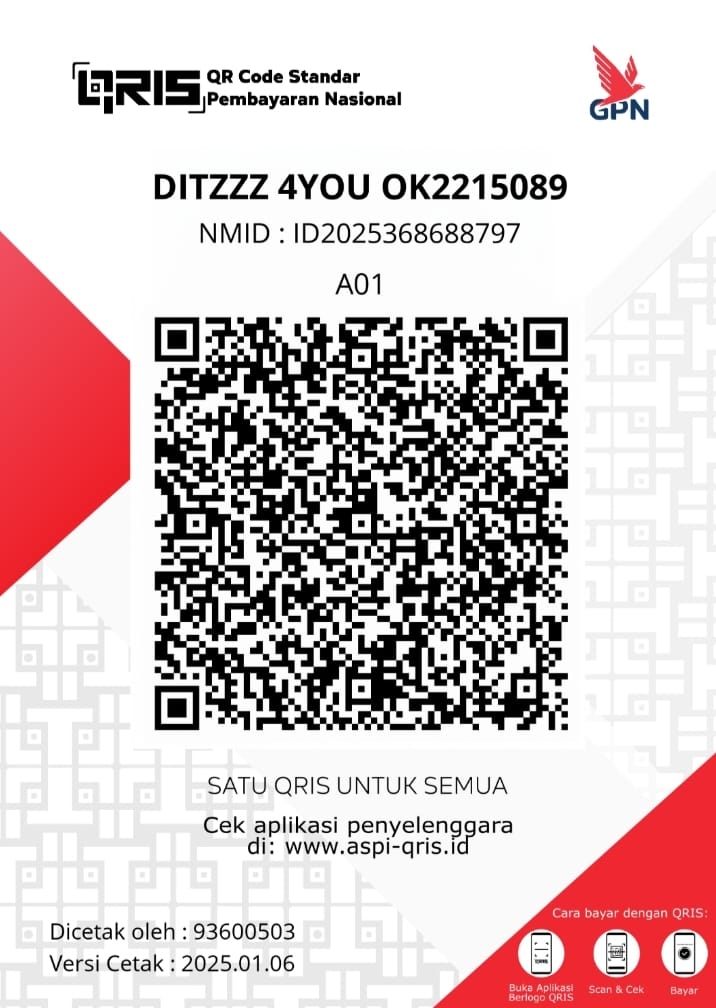 QRIS QR Code Standar
Pembayaran Nasional
GPN
DITZZZ 4YOU OK2215089
NMID : ID2025368688797
A01
SATU QRIS UNTUK SEMUA
Cek aplikasi penyelenggara
di: www.aspi-qris.id
Dicetak oleh : 93600503
Versi Cetak : 2025.01.06
Cara bayar dengan QRIS:
Buka Aplikasi
Berlogo QRIS
Scan & Cek
Bayar